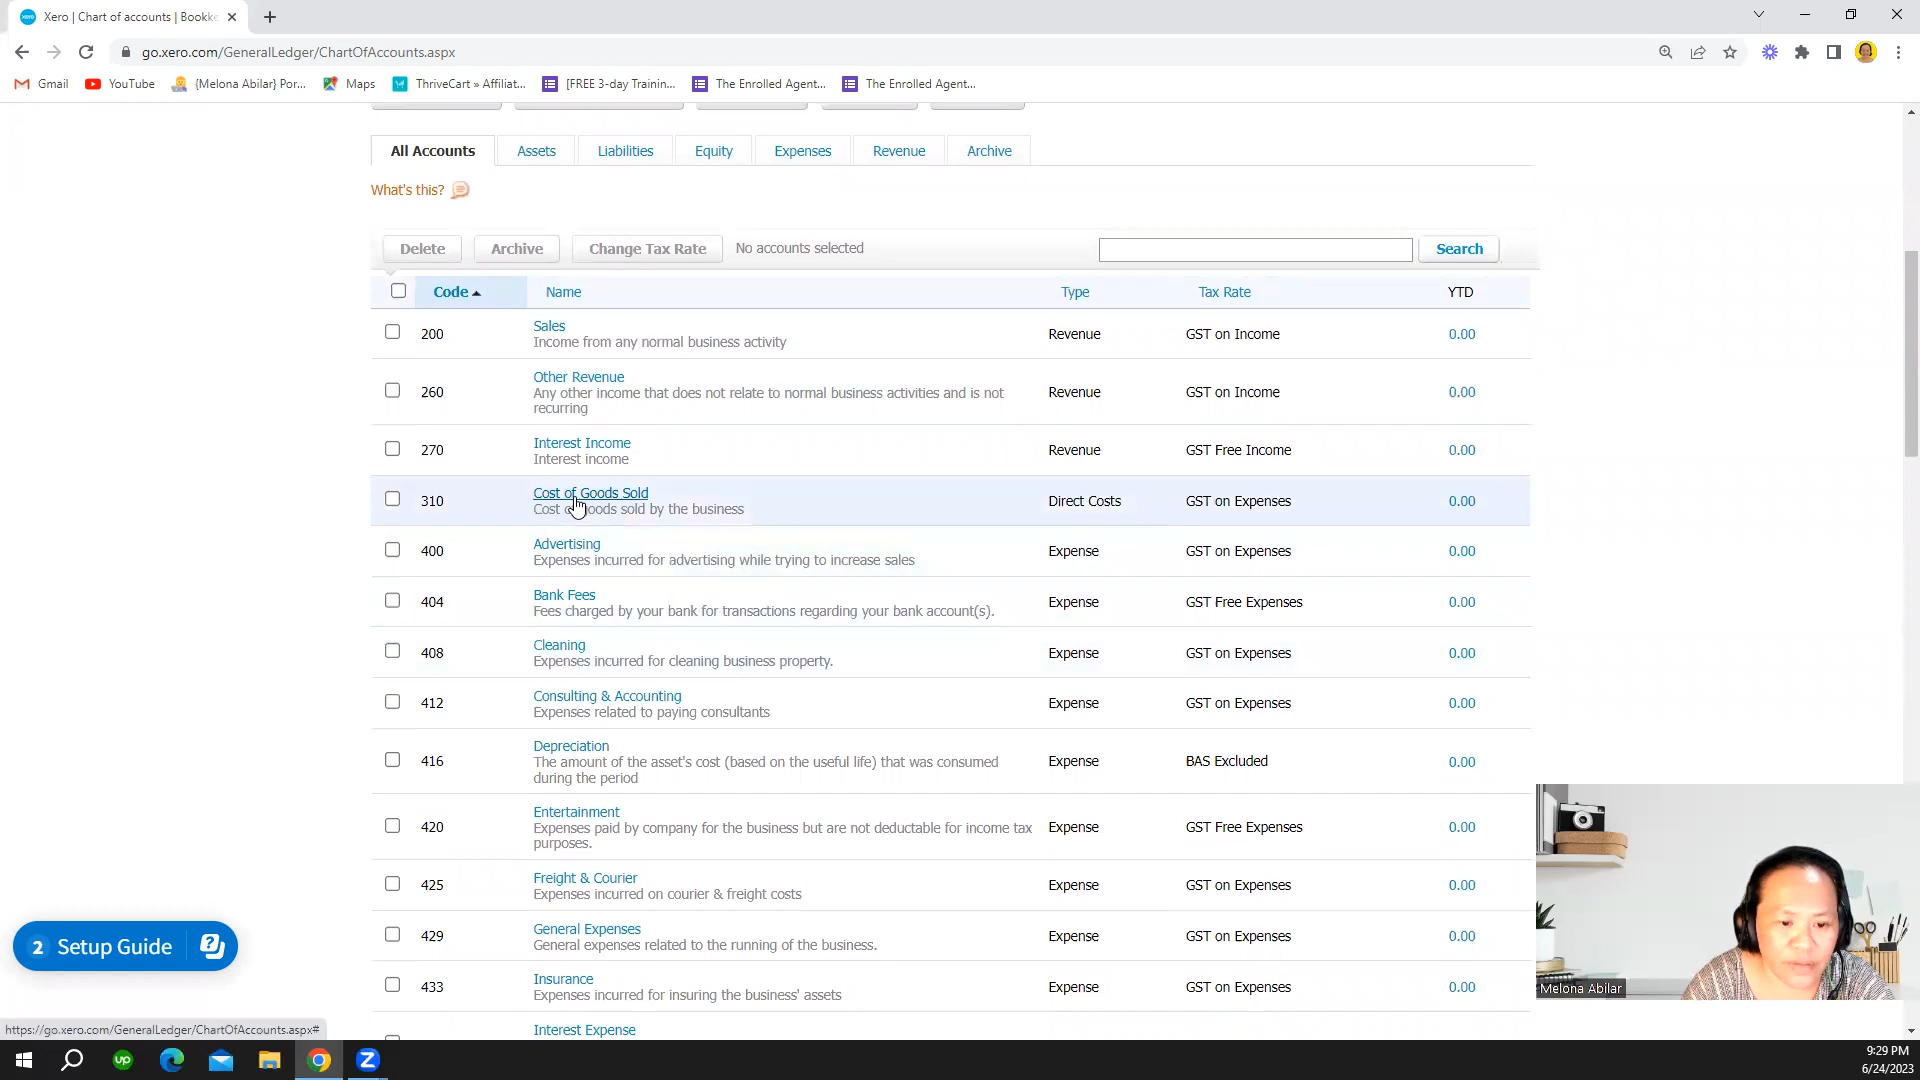 Xero | Chart of accounts | Bookke
go.xero.com/GeneralLedger/ChartOfAccounts.aspx
Gmail
YouTube
{Melona Abilar} Por...
Maps
ThriveCart » Affiliat...
[FREE 3-day Trainin...
The Enrolled Agent...
The Enrolled Agent...
All Accounts
Assets
Liabilities
Equity
Expenses
Revenue
Archive
What's this?
Delete
Archive
Change Tax Rate
No accounts selected
Search
Code
Name
Type
Tax Rate
YTD
200
Sales
Income from any normal business activity
Revenue
GST on Income
0.00
260
Other Revenue
Any other income that does not relate to normal business activities and is not
recurring
Revenue
GST on Income
0.00
270
Interest Income
Interest income
Revenue
GST Free Income
0.00
310
Cost of Goods Sold
Cost of goods sold by the business
Direct Costs
GST on Expenses
0.00
400
Advertising
Expenses incurred for advertising while trying to increase sales
Expense
GST on Expenses
0.00
404
Bank Fees
Fees charged by your bank for transactions regarding your bank account(s).
Expense
GST Free Expenses
0.00
408
Cleaning
Expenses incurred for cleaning business property.
Expense
GST on Expenses
0.00
412
Consulting & Accounting
Expenses related to paying consultants
Expense
GST on Expenses
0.00
416
Depreciation
The amount of the asset's cost (based on the useful life) that was consumed
during the period
Expense
BAS Excluded
0.00
420
Entertainment
Expenses paid by company for the business but are not deductable for income tax
purposes.
Expense
GST Free Expenses
0.00
425
Freight & Courier
Expenses incurred on courier & freight costs
Expense
GST on Expenses
0.00
429
General Expenses
General expenses related to the running of the business.
Expense
GST on Expenses
0.00
433
Insurance
Expenses incurred for insuring the business' assets
Expense
GST on Expenses
0.00
Interest Expense
2 Setup Guide
Melona Abilar
https://go.xero.com/GeneralLedger/ChartOfAccounts.aspx#
up
9:29 PM
6/24/2023